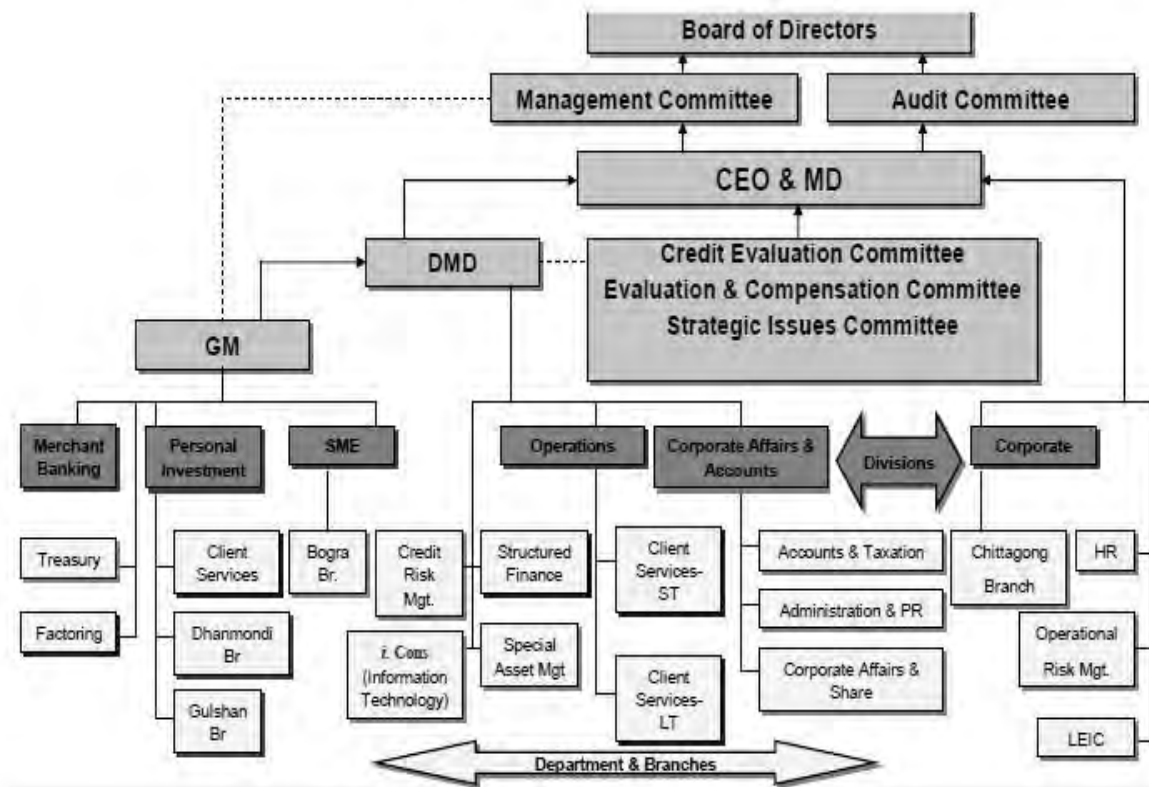 Board of Directors
Management Committee
Audit Committee
CEO & MD
DMD
Credit Evaluation Committee
Evaluation & Compensation Committee
Strategic Issues Committee
GM
Merchant
Banking
Personal
Investment
SME
Operations
Corporate Affairs &
Accounts
Divisions
Corporate
Treasury
Factoring
Client
Services
Dhanmondi
Br
Gulshan
Br
Bogra
Br.
Credit
Risk
Mgt.
i. Cons
(Information
Technology)
Structured
Finance
Special
Asset Mgt
Client
Services-
ST
Client
Services-
LT
Accounts & Taxation
Administration & PR
Corporate Affairs &
Share
Chittagong
Branch
HR
Operational
Risk Mgt.
LEIC
Department & Branches